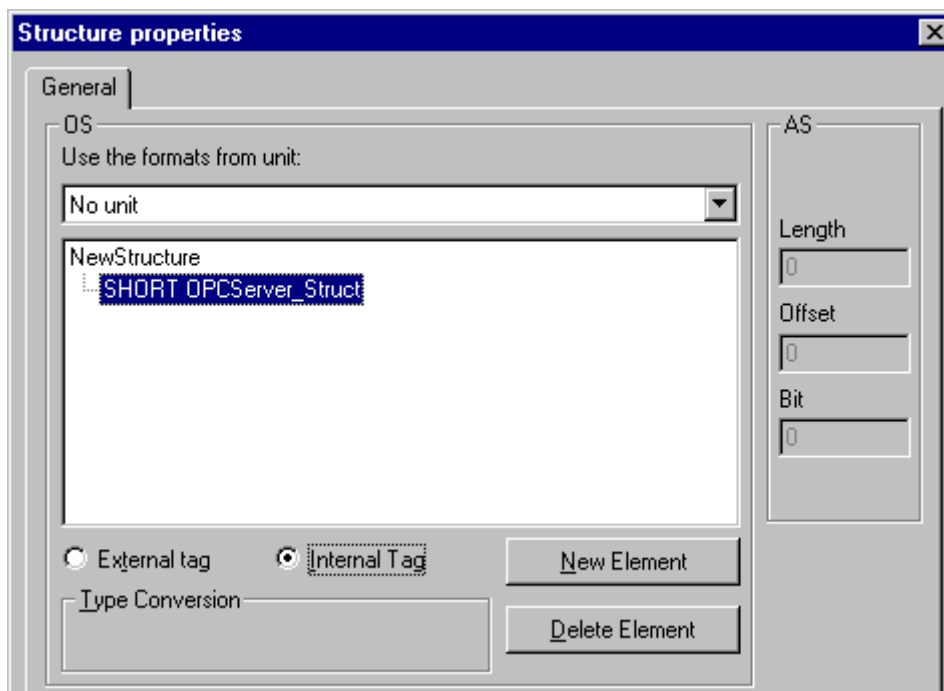 Structure properties
General
OS
Use the formats from unit:
No unit
NewStructure
SHORT OPCServer_Struct
External tag
Internal Tag
New Element
Type Conversion
Delete Element
AS
Length
0
Offset
0
Bit
0